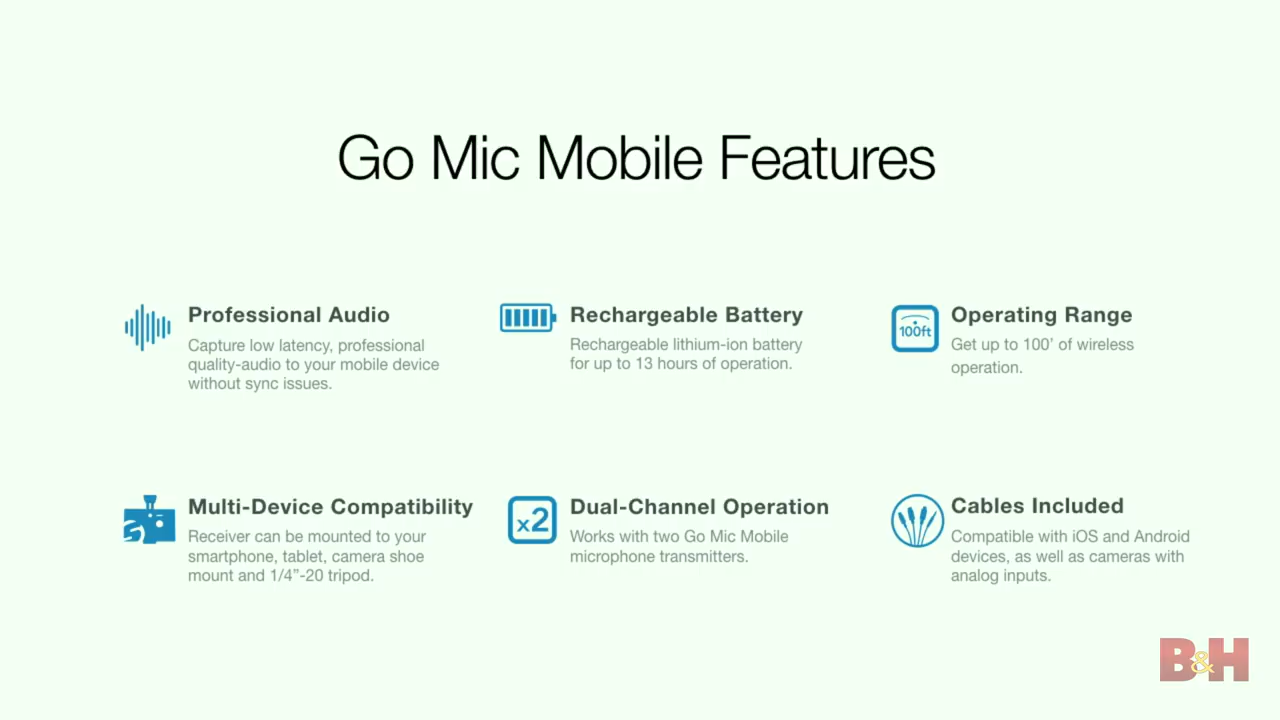 Go Mic Mobile Features
Professional Audio
Capture low latency, professional
quality-audio to your mobile device
without sync issues.
Rechargeable Battery
Rechargeable lithium-ion battery
for up to 13 hours of operation.
100ft
Operating Range
Get up to 100’ of wireless
operation.
Multi-Device Compatibility
Receiver can be mounted to your
smartphone, tablet, camera shoe
mount and 1/4”-20 tripod.
x2
Dual-Channel Operation
Works with two Go Mic Mobile
microphone transmitters.
Cables Included
Compatible with iOS and Android
devices, as well as cameras with
analog inputs.
B&H